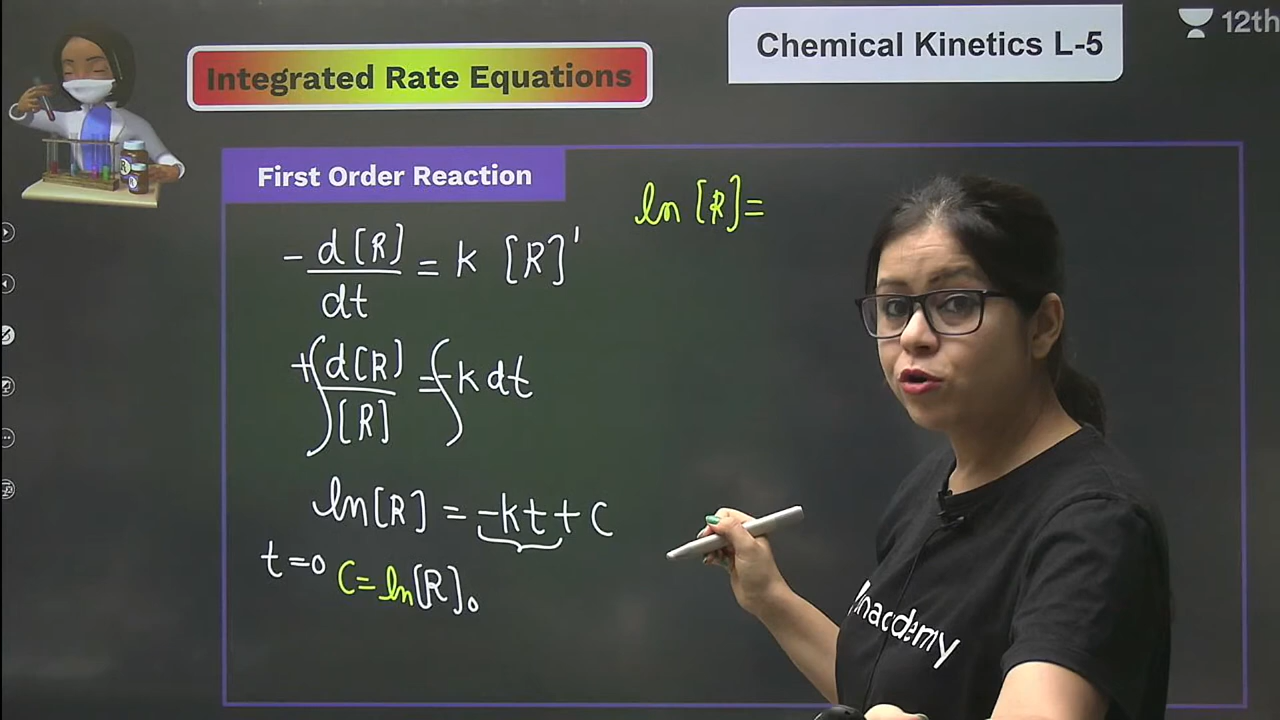 Chemical Kinetics L-5
12th
Integrated Rate Equations
First Order Reaction
ln [R]=
- d[R]/dt = k [R]¹
+∫ d[R]/[R] = ∫ -k dt
ln[R] = -kt + C
t=0 C=ln[R]₀
unacademy